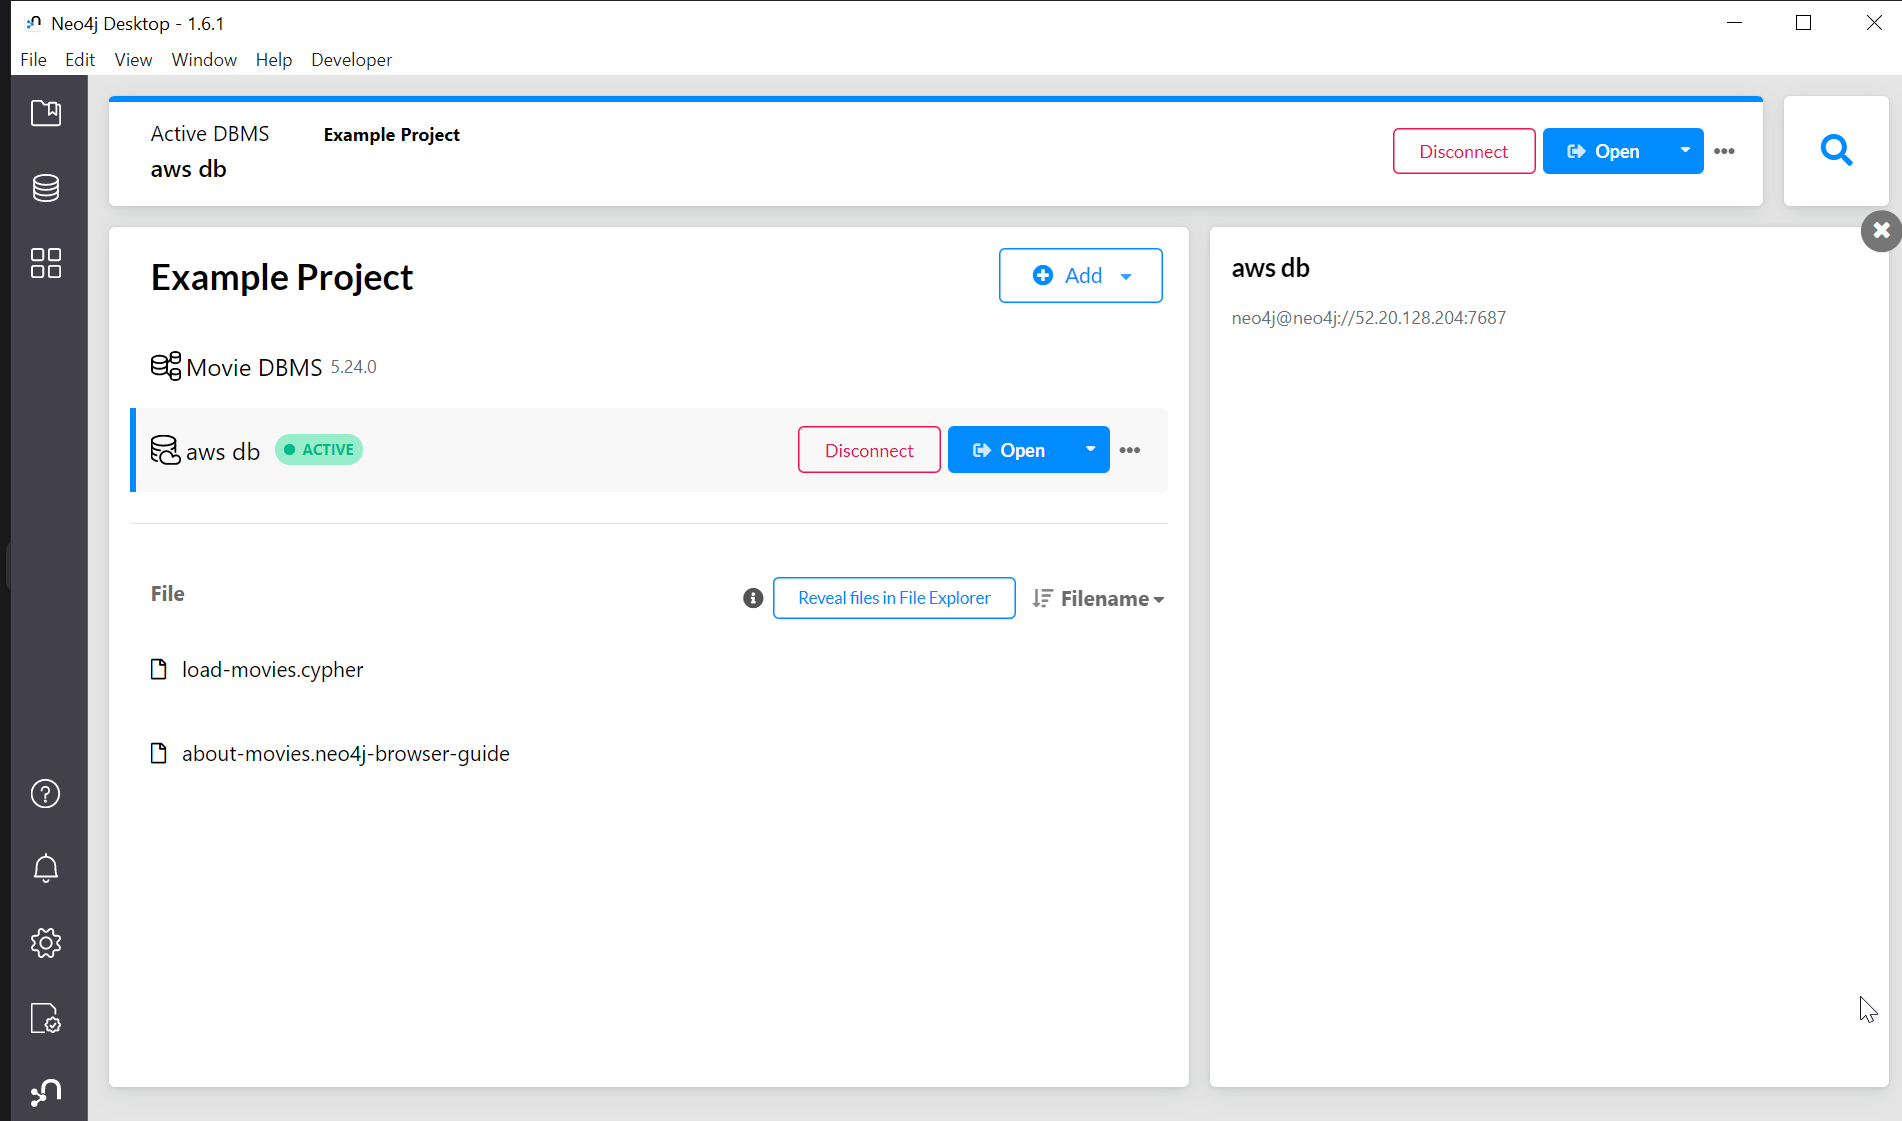 Neo4j Desktop - 1.6.1
File Edit View Window Help Developer
Active DBMS Example Project
aws db
Disconnect Open
Example Project
Add
Movie DBMS 5.24.0
aws db ACTIVE Disconnect Open
File Reveal files in File Explorer Filename
load-movies.cypher
about-movies.neo4j-browser-guide
aws db
neo4j@neo4j://52.20.128.204:7687